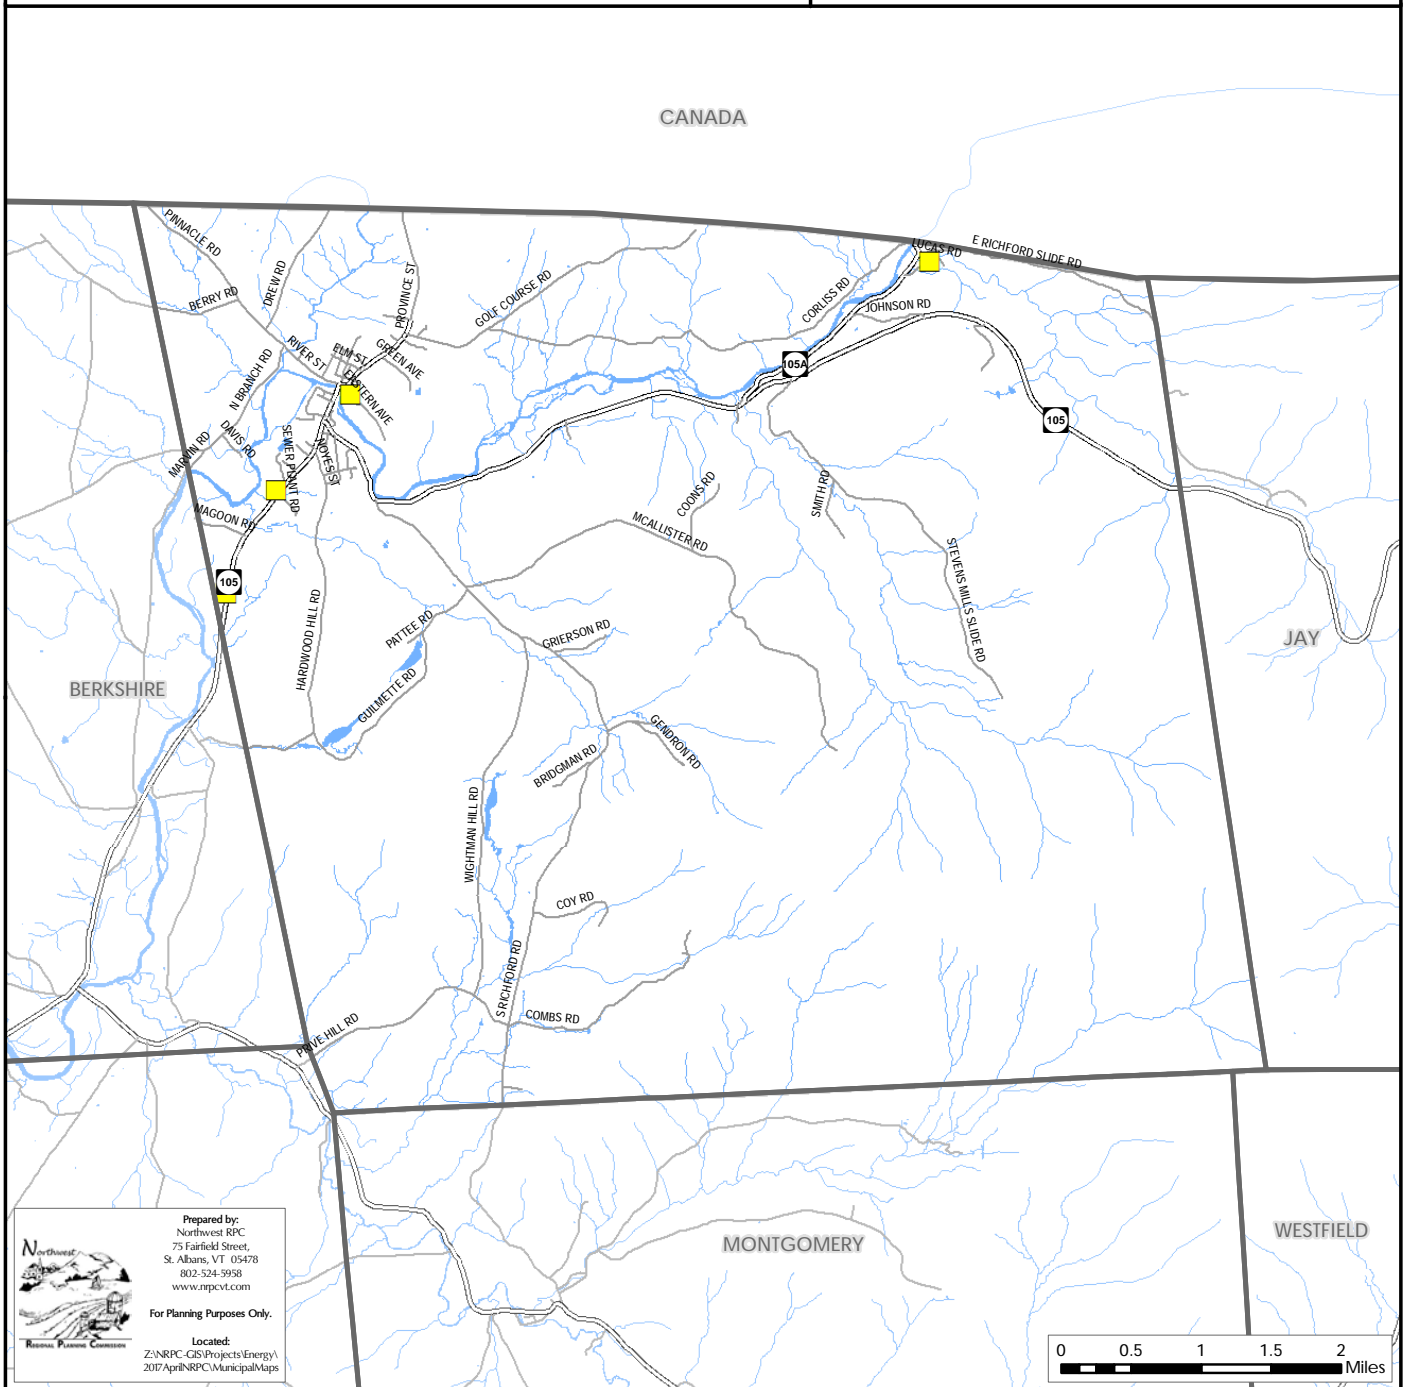 CANADA
PINNACLE RD
LUCAS RD
E RICHFORD SLIDE RD
DREW RD
BERRY RD
PROVINCE ST
GOLF COURSE RD
CORLISS RD
JOHNSON RD
RIVER ST
ELM ST
GREEN AVE
N BRANCH RD
EASTERN AVE
105A
105
DAVIS RD
MARVIN RD
SEWER PLANT RD
NOYES ST
MAGOON RD
COONS RD
SMITH RD
MCALLISTER RD
STEVENS MILLS SLIDE RD
105
HARDWOOD HILL RD
PATTEE RD
GRIERSON RD
JAY
BERKSHIRE
GUILMETTE RD
GENDRON RD
BRIDGMAN RD
WIGHTMAN HILL RD
COY RD
S RICHFORD RD
COMBS RD
PRIVE HILL RD
MONTGOMERY
WESTFIELD
Northwest
REGIONAL PLANNING COMMISSION
Prepared by:
Northwest RPC
75 Fairfield Street,
St. Albans, VT 05478
802-524-5958
www.nrpcvt.com
For Planning Purposes Only.
Located:
Z:\NRPC-GIS\Projects\Energy\
2017AprilNRPC\MunicipalMaps
0 0.5 1 1.5 2
Miles